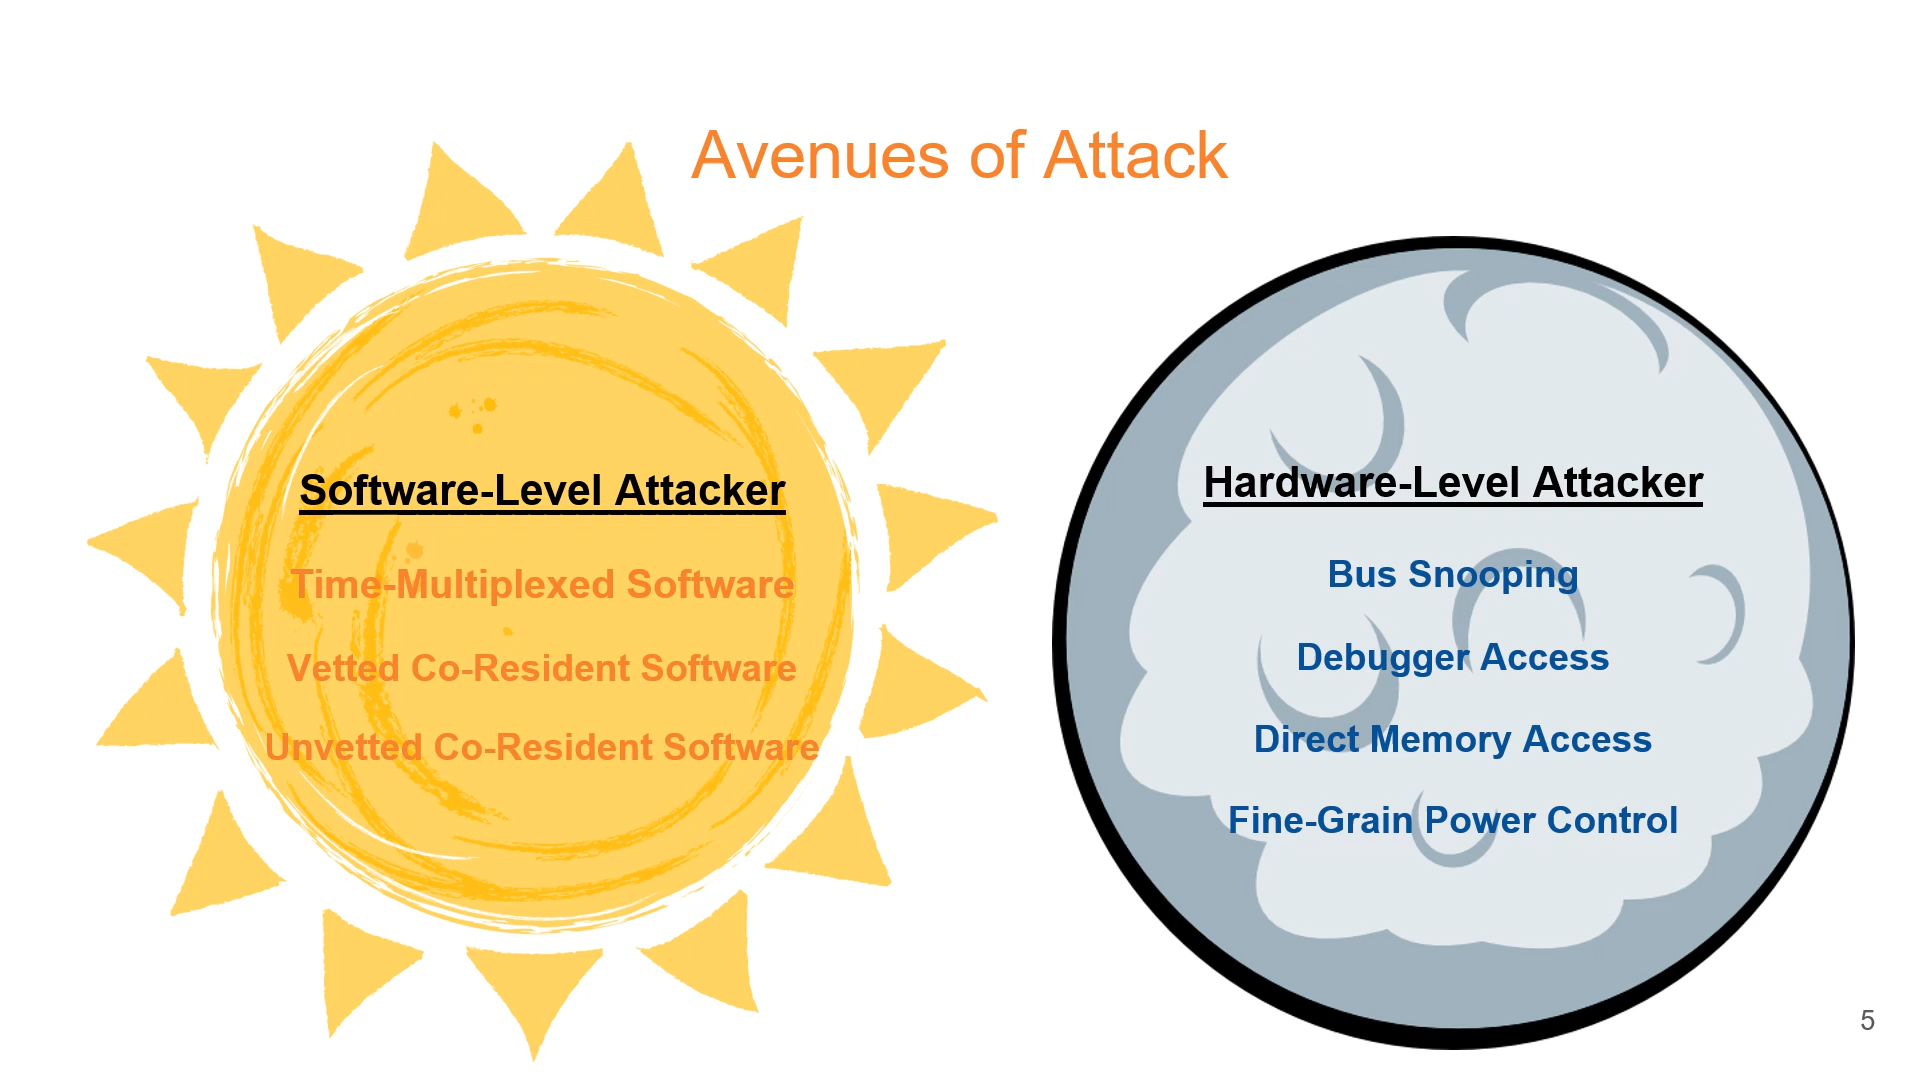 Avenues of Attack
Software-Level Attacker
Time-Multiplexed Software
Vetted Co-Resident Software
Unvetted Co-Resident Software
Hardware-Level Attacker
Bus Snooping
Debugger Access
Direct Memory Access
Fine-Grain Power Control
5